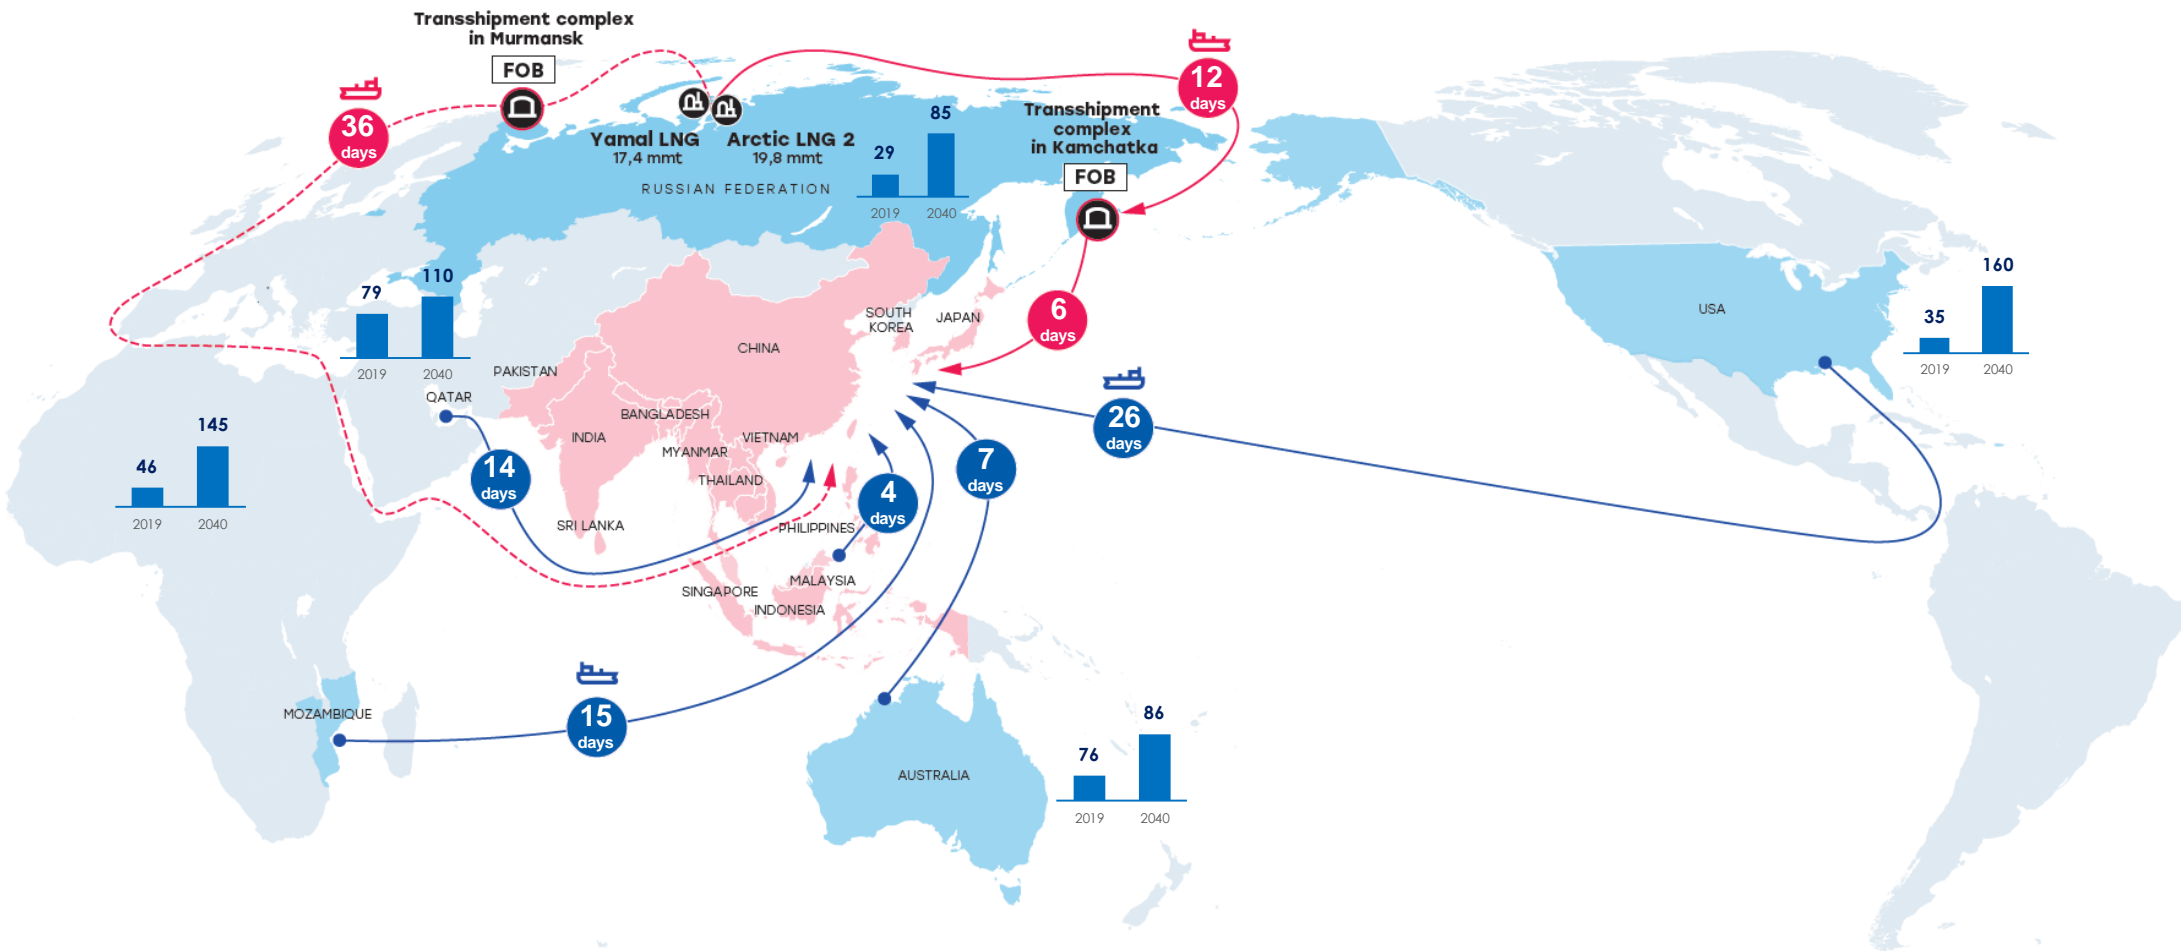 Transshipment complex
in Murmansk
FOB
36
days
12
days
Transshipment
complex
in Kamchatka
FOB
Yamal LNG
17,4 mmt
Arctic LNG 2
19,8 mmt
RUSSIAN FEDERATION
29
85
2019
2040
79
110
2019
2040
46
145
2019
2040
35
160
2019
2040
76
86
2019
2040
USA
SOUTH
KOREA
JAPAN
CHINA
PAKISTAN
QATAR
BANGLADESH
INDIA
VIETNAM
MYANMAR
THAILAND
SRI LANKA
PHILIPPINES
MALAYSIA
SINGAPORE
INDONESIA
MOZAMBIQUE
AUSTRALIA
6
days
26
days
7
days
14
days
4
days
15
days